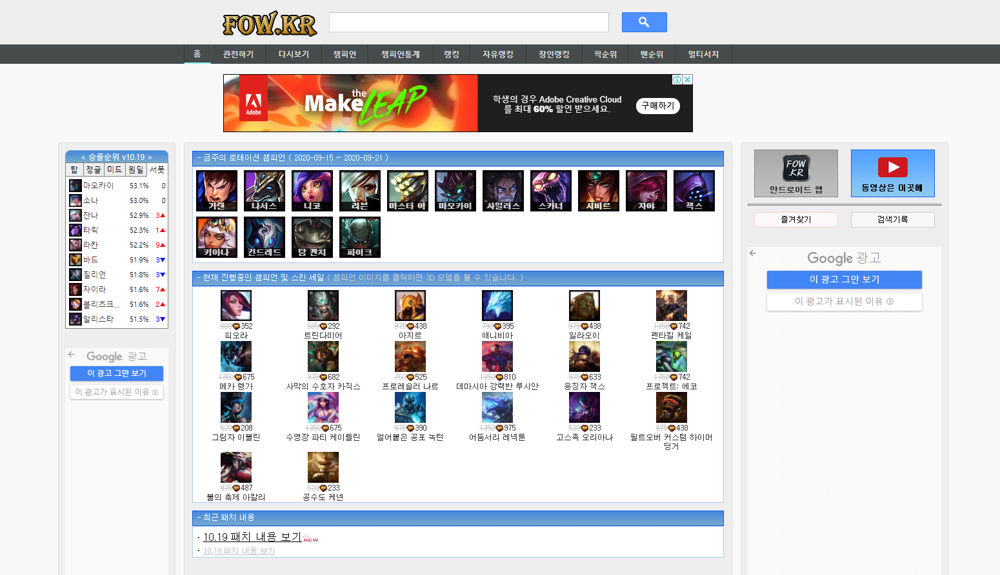 FOW.KR
홈 관전하기 다시보기 챔피언 챔피언통계 랭킹 자유랭킹 장인랭킹 픽순위 밴순위 멀티서치
Adobe
Make the LEAP
학생의 경우 Adobe Creative Cloud
를 최대 60% 할인 받으세요.
구매하기
< 승률순위 v10.19 >
탑 정글 미드 원딜 서폿
마오카이 53.1% 0
소나 53.0% 0
잔나 52.9% 3▲
타릭 52.3% 1▲
라칸 52.2% 9▲
바드 51.9% 3▼
질리언 51.8% 3▼
자이라 51.6% 7▲
블리츠크... 51.6% 2▲
알리스타 51.5% 3▼
Google 광고
이 광고 그만 보기
이 광고가 표시된 이유
- 금주의 로테이션 챔피언 ( 2020-09-15 ~ 2020-09-21 )
가렌 나서스 니코 리븐 마스터 이 마오카이 사일러스 스카너 시비르 자야 잭스
키아나 킨드레드 탐 켄치 파이크
- 현재 진행중인 챔피언 및 스킨 세일 ( 챔피언 이미지를 클릭하면 3D 모델을 볼 수 있습니다. )
880 352 585 292 975 438 790 395 975 438 1350 742
피오라 트린다미어 아지르 애니비아 일라오이 펜타킬 케일
1350 675 975 682 750 525 1350 810 975 633 1350 742
메카 렝가 사막의 수호자 카직스 프로레슬러 나르 데마시아 강력반 루시안 응징자 잭스 프로젝트: 에코
520 208 1350 675 975 390 1350 975 520 233 975 438
그림자 이블린 수영장 파티 케이틀린 얼어붙은 공포 녹턴 어둠서리 레넥톤 고스족 오리아나 필트오버 커스텀 하이머
딩거
975 487 520 233
불의 축제 아칼리 공수도 케넨
- 최근 패치 내용
· 10.19 패치 내용 보기 NEW
· 10.18 패치 내용 보기
FOW
.KR
안드로이드 앱 동영상은 이곳에
즐겨찾기 검색기록
Google 광고
이 광고 그만 보기
이 광고가 표시된 이유